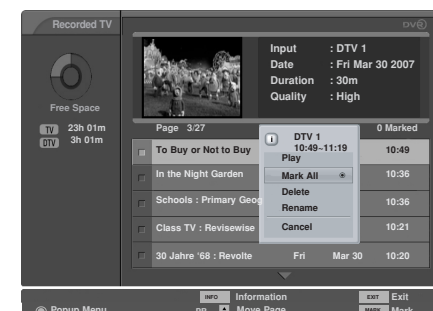 Recorded TV
DVR
Input : DTV 1
Date : Fri Mar 30 2007
Duration : 30m
Quality : High
Free Space
TV 23h 01m
DTV 3h 01m
Page 3/27
0 Marked
i DTV 1
10:49~11:19
Play
Mark All
Delete
Rename
Cancel
To Buy or Not to Buy 10:49
In the Night Garden 10:36
Schools : Primary Geog 10:36
Class TV : Revisewise 10:21
30 Jahre ‘68 : Revolte Fri Mar 30 10:20
INFO Information EXIT Exit
Popup Menu PR Move Page MARK Mark